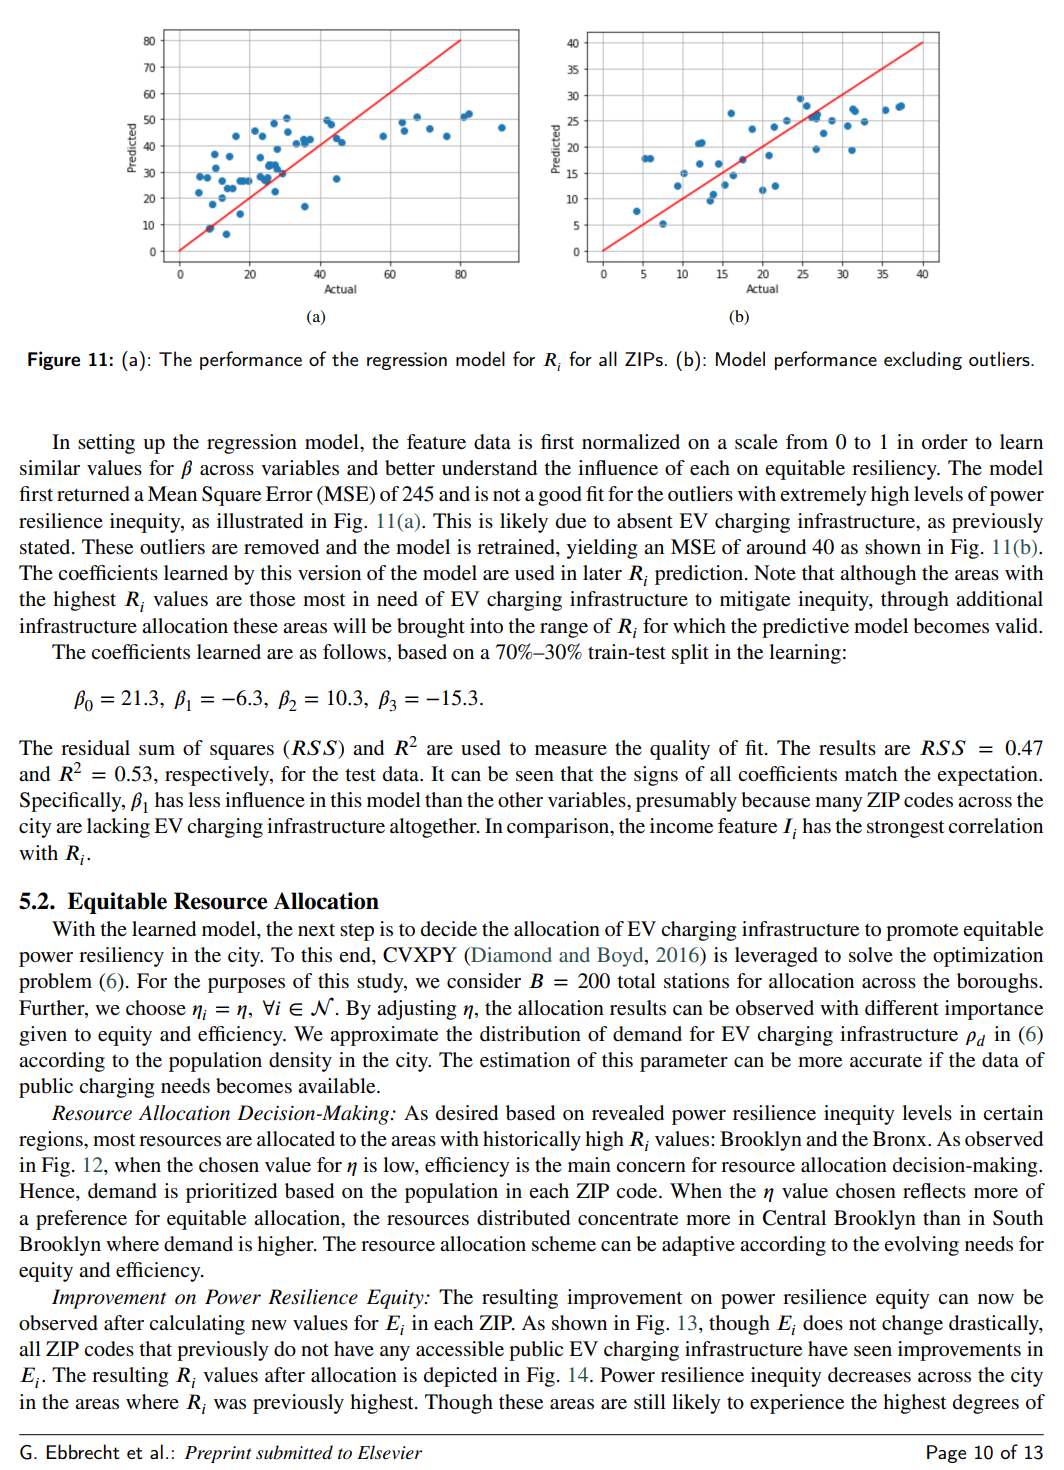 80
70
60
50
40
30
20
10
0
Predicted
0 20 40 60 80
Actual
(a)
40
35
30
25
20
15
10
5
0
Predicted
0 5 10 15 20 25 30 35 40
Actual
(b)
Figure 11: (a): The performance of the regression model for R_i for all ZIPs. (b): Model performance excluding outliers.
In setting up the regression model, the feature data is first normalized on a scale from 0 to 1 in order to learn
similar values for β across variables and better understand the influence of each on equitable resiliency. The model
first returned a Mean Square Error (MSE) of 245 and is not a good fit for the outliers with extremely high levels of power
resilience inequity, as illustrated in Fig. 11(a). This is likely due to absent EV charging infrastructure, as previously
stated. These outliers are removed and the model is retrained, yielding an MSE of around 40 as shown in Fig. 11(b).
The coefficients learned by this version of the model are used in later R_i prediction. Note that although the areas with
the highest R_i values are those most in need of EV charging infrastructure to mitigate inequity, through additional
infrastructure allocation these areas will be brought into the range of R_i for which the predictive model becomes valid.
The coefficients learned are as follows, based on a 70%–30% train-test split in the learning:
β_0 = 21.3, β_1 = −6.3, β_2 = 10.3, β_3 = −15.3.
The residual sum of squares (RSS) and R² are used to measure the quality of fit. The results are RSS = 0.47
and R² = 0.53, respectively, for the test data. It can be seen that the signs of all coefficients match the expectation.
Specifically, β_1 has less influence in this model than the other variables, presumably because many ZIP codes across the
city are lacking EV charging infrastructure altogether. In comparison, the income feature I_i has the strongest correlation
with R_i.
5.2. Equitable Resource Allocation
With the learned model, the next step is to decide the allocation of EV charging infrastructure to promote equitable
power resiliency in the city. To this end, CVXPY (Diamond and Boyd, 2016) is leveraged to solve the optimization
problem (6). For the purposes of this study, we consider B = 200 total stations for allocation across the boroughs.
Further, we choose η_i = η, ∀i ∈ 𝒩. By adjusting η, the allocation results can be observed with different importance
given to equity and efficiency. We approximate the distribution of demand for EV charging infrastructure ρ_d in (6)
according to the population density in the city. The estimation of this parameter can be more accurate if the data of
public charging needs becomes available.
Resource Allocation Decision-Making: As desired based on revealed power resilience inequity levels in certain
regions, most resources are allocated to the areas with historically high R_i values: Brooklyn and the Bronx. As observed
in Fig. 12, when the chosen value for η is low, efficiency is the main concern for resource allocation decision-making.
Hence, demand is prioritized based on the population in each ZIP code. When the η value chosen reflects more of
a preference for equitable allocation, the resources distributed concentrate more in Central Brooklyn than in South
Brooklyn where demand is higher. The resource allocation scheme can be adaptive according to the evolving needs for
equity and efficiency.
Improvement on Power Resilience Equity: The resulting improvement on power resilience equity can now be
observed after calculating new values for E_i in each ZIP. As shown in Fig. 13, though E_i does not change drastically,
all ZIP codes that previously do not have any accessible public EV charging infrastructure have seen improvements in
E_i. The resulting R_i values after allocation is depicted in Fig. 14. Power resilience inequity decreases across the city
in the areas where R_i was previously highest. Though these areas are still likely to experience the highest degrees of
G. Ebbrecht et al.: Preprint submitted to Elsevier
Page 10 of 13